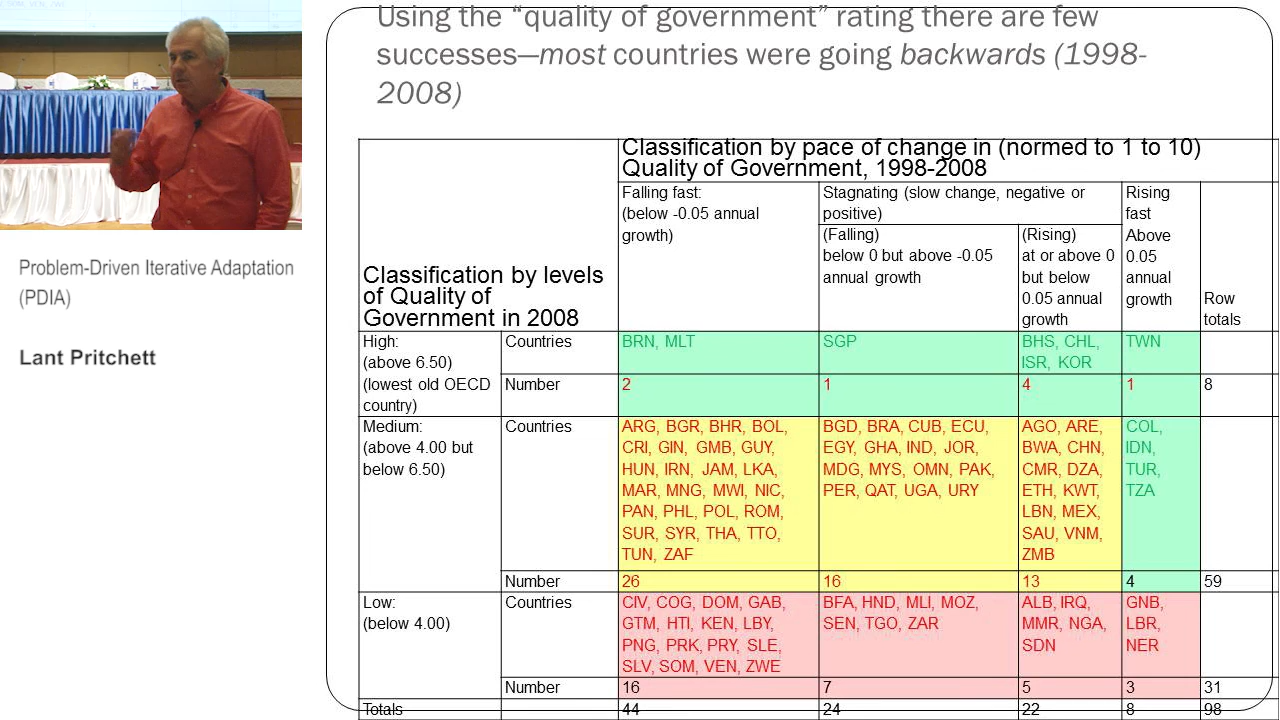 Using the “quality of government” rating there are few
successes—most countries were going backwards (1998-
2008)
Problem-Driven Iterative Adaptation
(PDIA)
Lant Pritchett
Classification by pace of change in (normed to 1 to 10)
Quality of Government, 1998-2008
Classification by levels
of Quality of
Government in 2008
Falling fast:
(below -0.05 annual
growth)
Stagnating (slow change, negative or
positive)
(Falling)
below 0 but above -0.05
annual growth
(Rising)
at or above 0
but below
0.05 annual
growth
Rising
fast
Above
0.05
annual
growth
Row
totals
High:
(above 6.50)
(lowest old OECD
country)
Countries
BRN, MLT
SGP
BHS, CHL,
ISR, KOR
TWN
Number
2
1
4
1
8
Medium:
(above 4.00 but
below 6.50)
Countries
ARG, BGR, BHR, BOL,
CRI, GIN, GMB, GUY,
HUN, IRN, JAM, LKA,
MAR, MNG, MWI, NIC,
PAN, PHL, POL, ROM,
SUR, SYR, THA, TTO,
TUN, ZAF
BGD, BRA, CUB, ECU,
EGY, GHA, IND, JOR,
MDG, MYS, OMN, PAK,
PER, QAT, UGA, URY
AGO, ARE,
BWA, CHN,
CMR, DZA,
ETH, KWT,
LBN, MEX,
SAU, VNM,
ZMB
COL,
IDN,
TUR,
TZA
Number
26
16
13
4
59
Low:
(below 4.00)
Countries
CIV, COG, DOM, GAB,
GTM, HTI, KEN, LBY,
PNG, PRK, PRY, SLE,
SLV, SOM, VEN, ZWE
BFA, HND, MLI, MOZ,
SEN, TGO, ZAR
ALB, IRQ,
MMR, NGA,
SDN
GNB,
LBR,
NER
Number
16
7
5
3
31
Totals
44
24
22
8
98